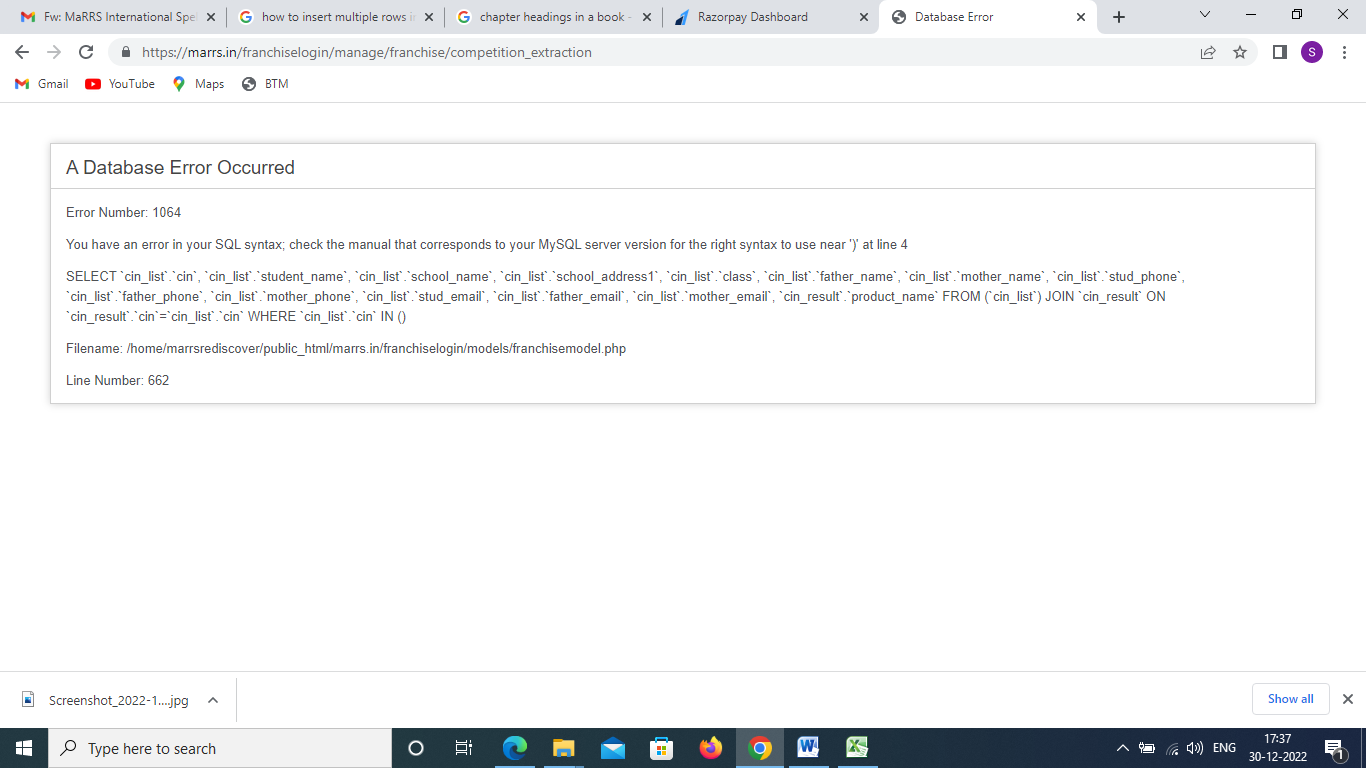 Fw: MaRRS International Spe
how to insert multiple rows i
chapter headings in a book -
Razorpay Dashboard
Database Error
https://marrs.in/franchiselogin/manage/franchise/competition_extraction
S
Gmail
YouTube
Maps
BTM
A Database Error Occurred
Error Number: 1064
You have an error in your SQL syntax; check the manual that corresponds to your MySQL server version for the right syntax to use near ')' at line 4
SELECT `cin_list`.`cin`, `cin_list`.`student_name`, `cin_list`.`school_name`, `cin_list`.`school_address1`, `cin_list`.`class`, `cin_list`.`father_name`, `cin_list`.`mother_name`, `cin_list`.`stud_phone`,
`cin_list`.`father_phone`, `cin_list`.`mother_phone`, `cin_list`.`stud_email`, `cin_list`.`father_email`, `cin_list`.`mother_email`, `cin_result`.`product_name` FROM (`cin_list`) JOIN `cin_result` ON
`cin_result`.`cin`=`cin_list`.`cin` WHERE `cin_list`.`cin` IN ()
Filename: /home/marrsrediscover/public_html/marrs.in/franchiselogin/models/franchisemodel.php
Line Number: 662
Screenshot_2022-1....jpg
Show all
Type here to search
ENG
17:37
30-12-2022
1